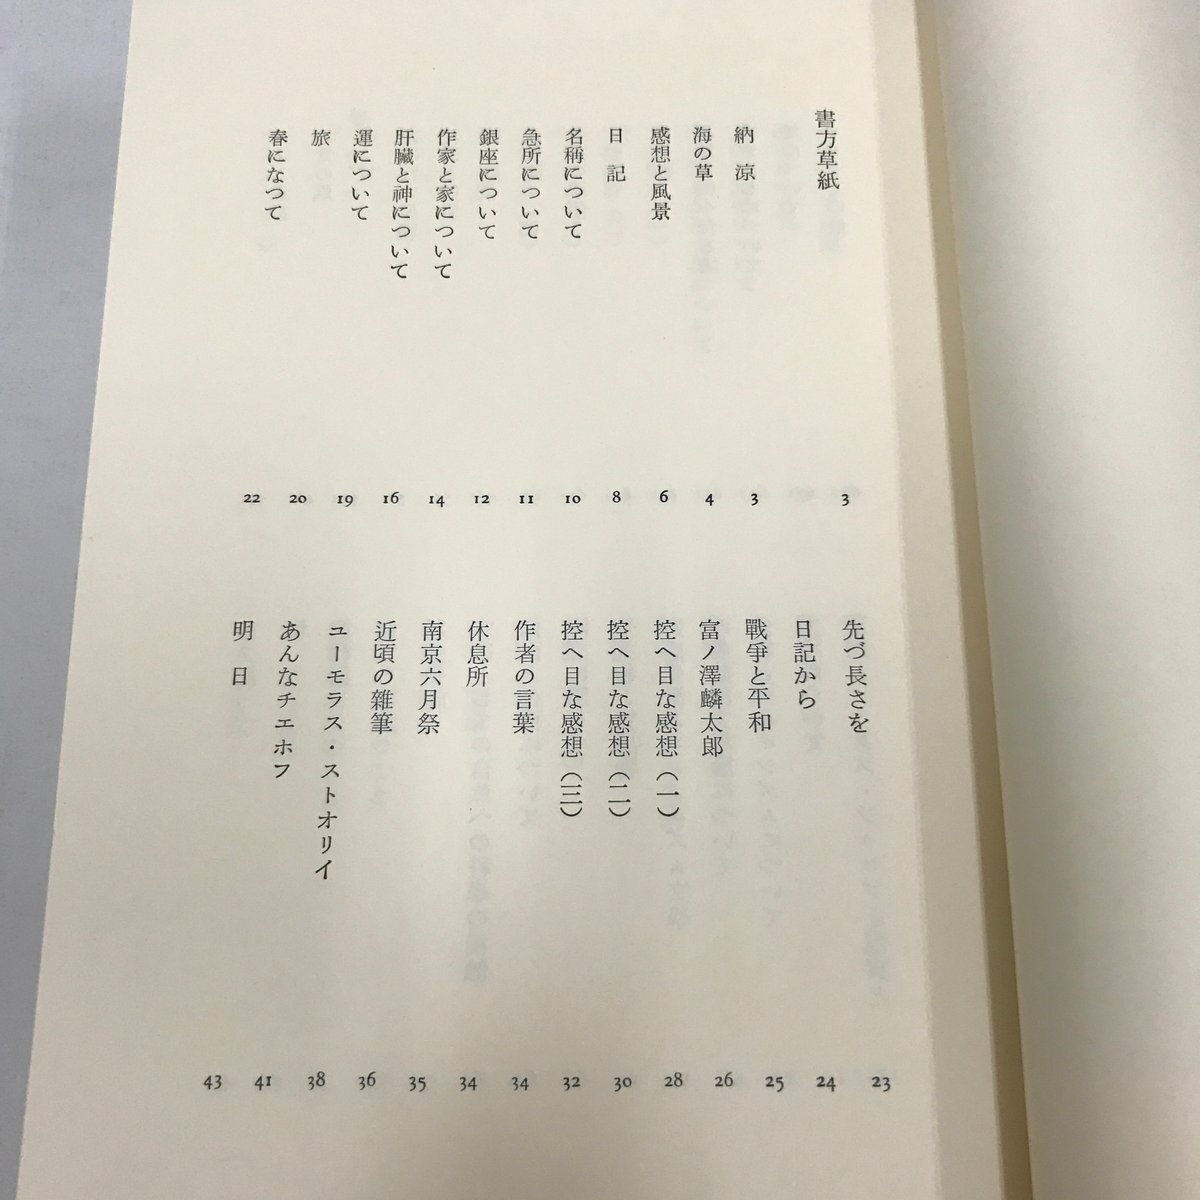 書方草紙 3
納涼 3
海の草 4
感想と風景 6
日記 8
名稱について 10
急所について 11
銀座について 12
作家と家について 14
肝臓と神について 16
運について 19
旅 20
春になつて 22
先づ長さを 23
日記から 24
戰爭と平和 25
富ノ澤麟太郎 26
控へ目な感想（一） 28
控へ目な感想（二） 30
控へ目な感想（三） 32
作者の言葉 34
休息所 34
南京六月祭 35
近頃の雜筆 36
ユーモラス・ストオリイ 38
あんなチエホフ 41
明日 43